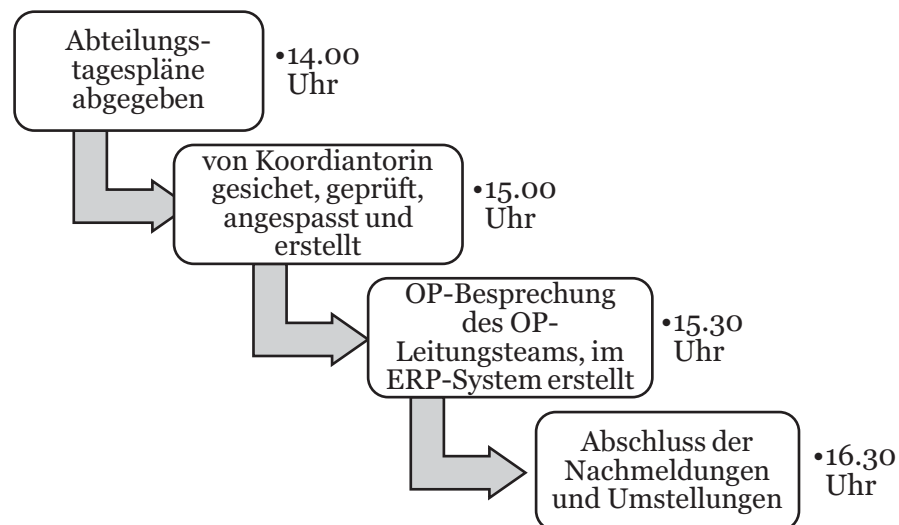 Abteilungs-
tagespläne
abgegeben
•14.00
Uhr
von Koordiantorin
gesichet, geprüft,
angespasst und
erstellt
•15.00
Uhr
OP-Besprechung
des OP-
Leitungsteams, im
ERP-System erstellt
•15.30
Uhr
Abschluss der
Nachmeldungen
und Umstellungen
•16.30
Uhr